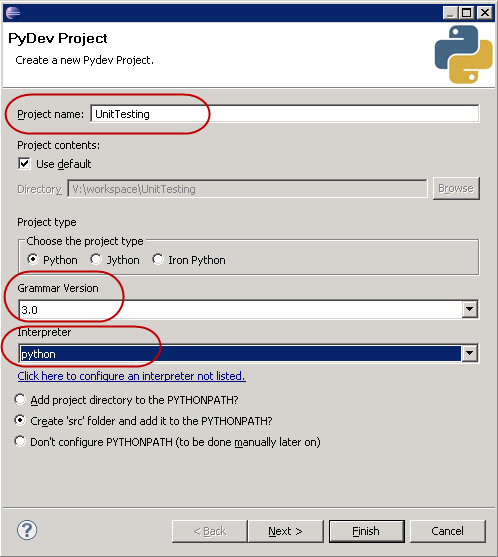 PyDev Project
Create a new Pydev Project.
Project name: UnitTesting
Project contents:
Use default
Directory V:\workspace\UnitTesting Browse
Project type
Choose the project type
Python Jython Iron Python
Grammar Version
3.0
Interpreter
python
Click here to configure an interpreter not listed.
Add project directory to the PYTHONPATH?
Create 'src' folder and add it to the PYTHONPATH?
Don't configure PYTHONPATH (to be done manually later on)
? < Back Next > Finish Cancel